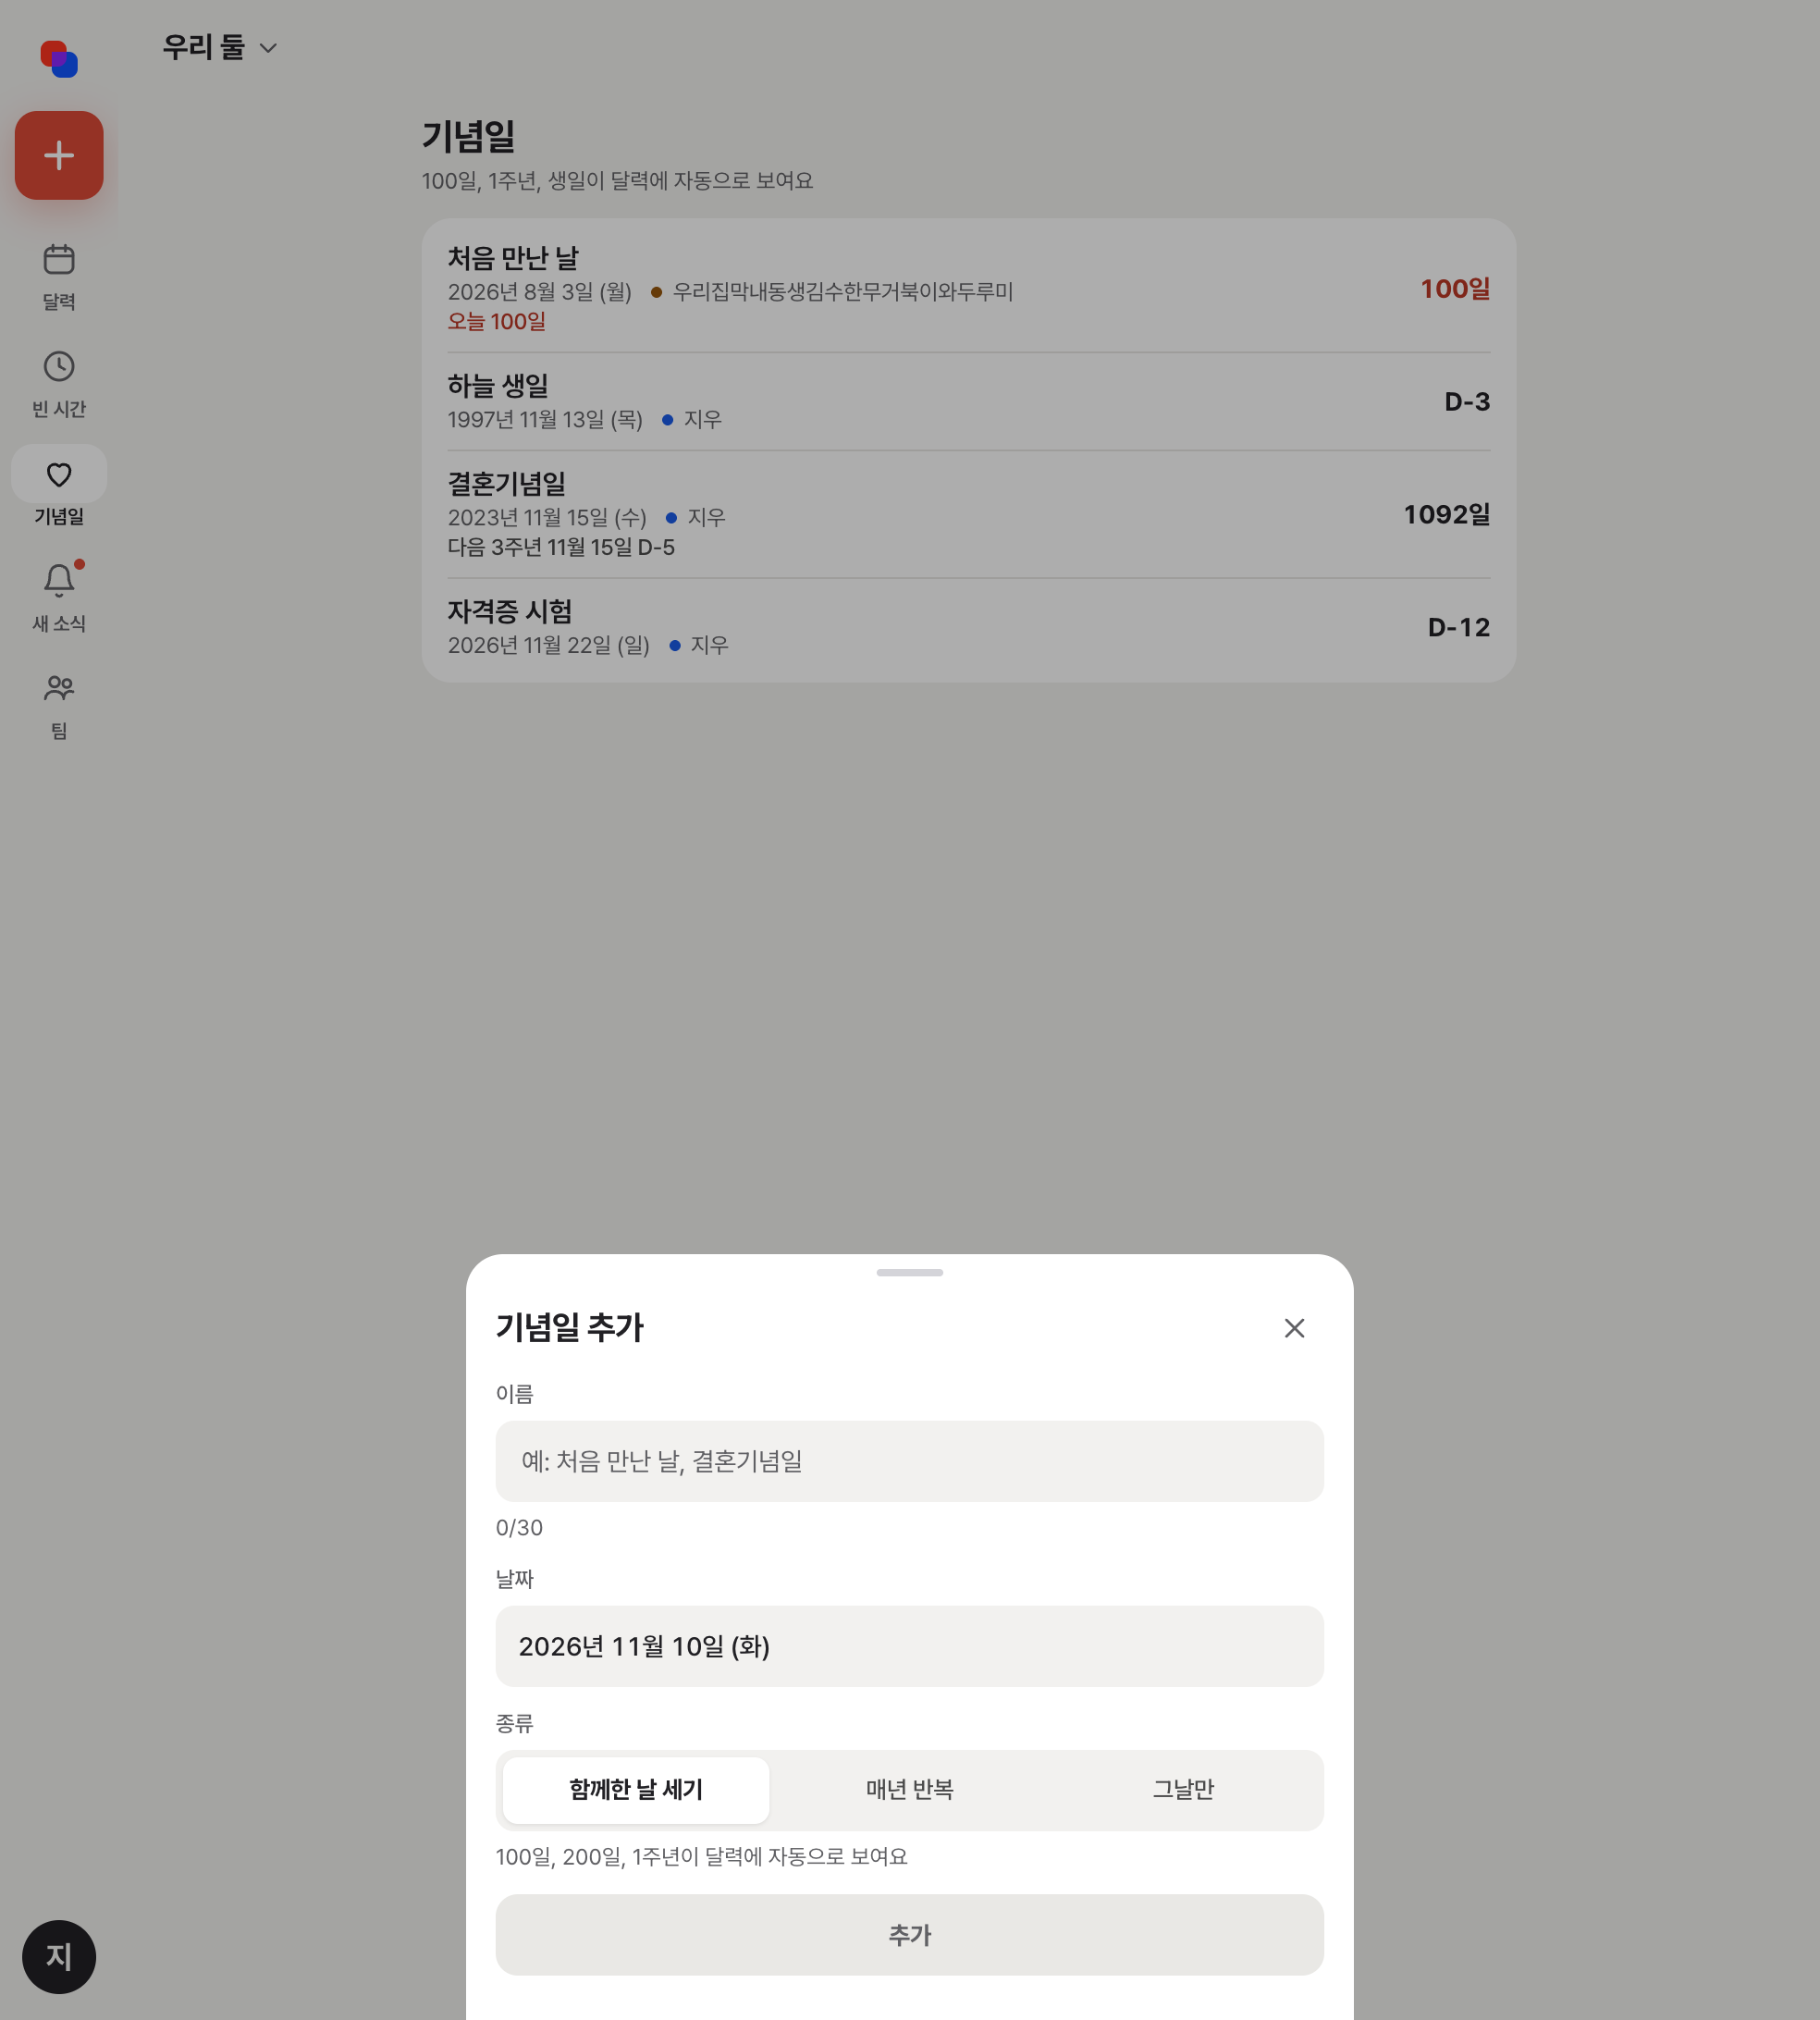 우리 둘
달력
빈 시간
기념일
새 소식
팀
지
기념일
100일, 1주년, 생일이 달력에 자동으로 보여요
처음 만난 날
2026년 8월 3일 (월) 우리집막내동생김수한무거북이와두루미
오늘 100일
100일
하늘 생일
1997년 11월 13일 (목) 지우
D-3
결혼기념일
2023년 11월 15일 (수) 지우
다음 3주년 11월 15일 D-5
1092일
자격증 시험
2026년 11월 22일 (일) 지우
D-12
기념일 추가
이름
예: 처음 만난 날, 결혼기념일
0/30
날짜
2026년 11월 10일 (화)
종류
함께한 날 세기 매년 반복 그날만
100일, 200일, 1주년이 달력에 자동으로 보여요
추가